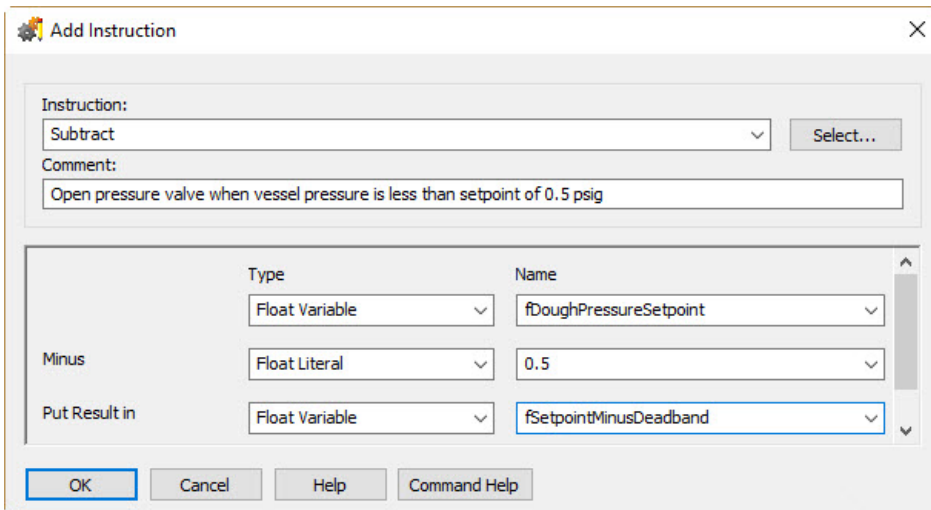 Add Instruction
Instruction:
Subtract
Select...
Comment:
Open pressure valve when vessel pressure is less than setpoint of 0.5 psig
Type Name
Float Variable fDoughPressureSetpoint
Minus Float Literal 0.5
Put Result in Float Variable fSetpointMinusDeadband
OK Cancel Help Command Help